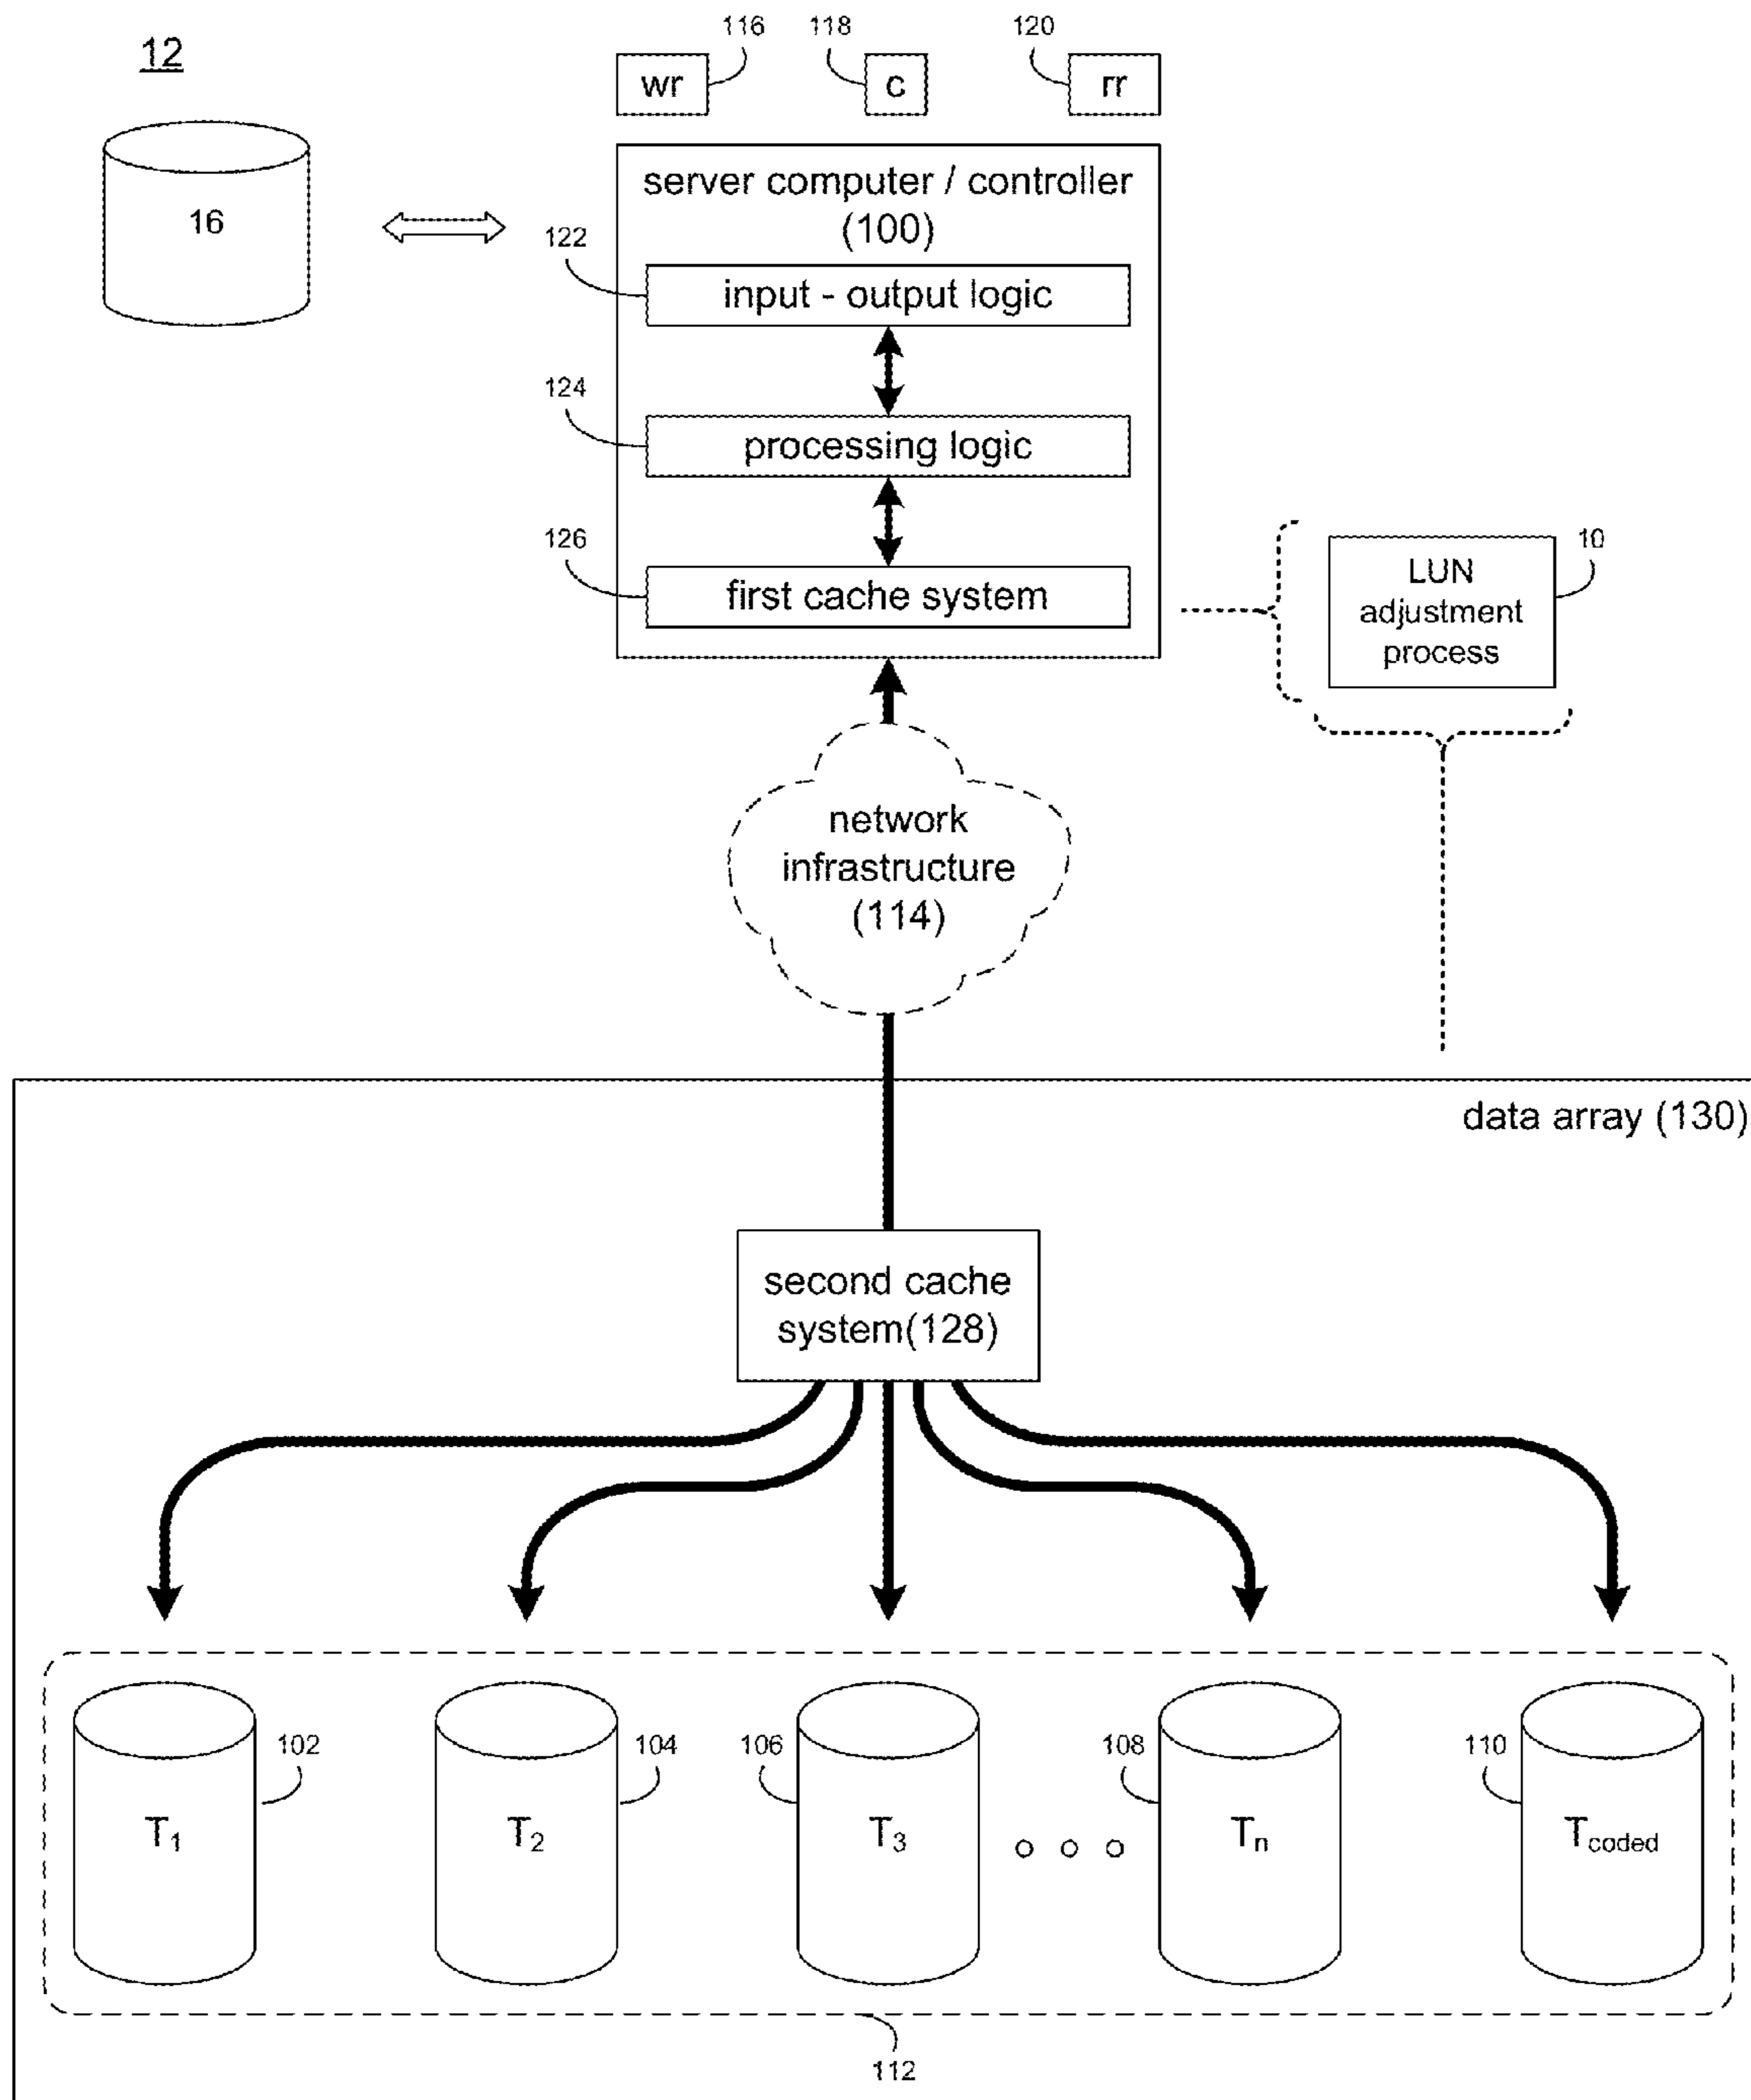 12
116
118
120
wr
c
rr
16
server computer / controller
(100)
122
input - output logic
124
processing logic
126
first cache system
10
LUN
adjustment
process
network
infrastructure
(114)
data array (130)
second cache
system(128)
102
104
106
108
110
T1
T2
T3
Tn
Tcoded
112